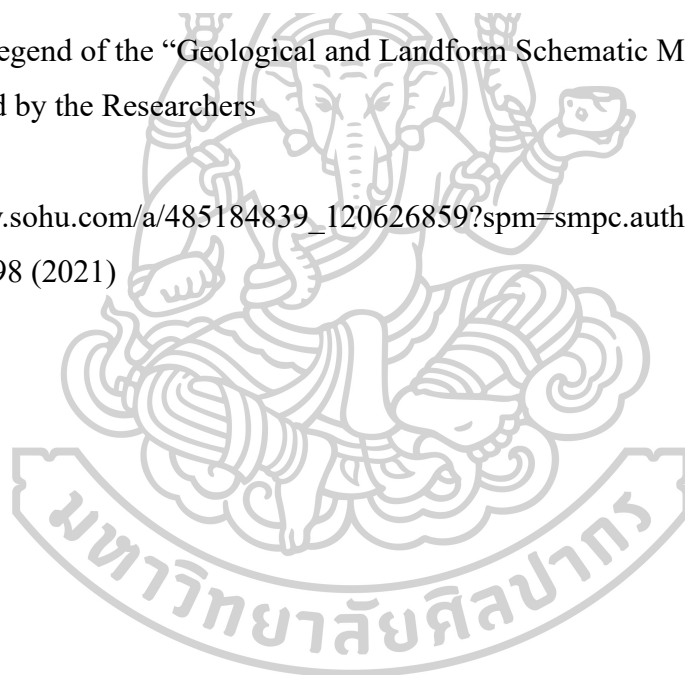 egend of the “Geological and Landform Schematic M
d by the Researchers
v.sohu.com/a/485184839_120626859?spm=smpc.auth
98 (2021)
มหาวิทยาลัยศิลปากร